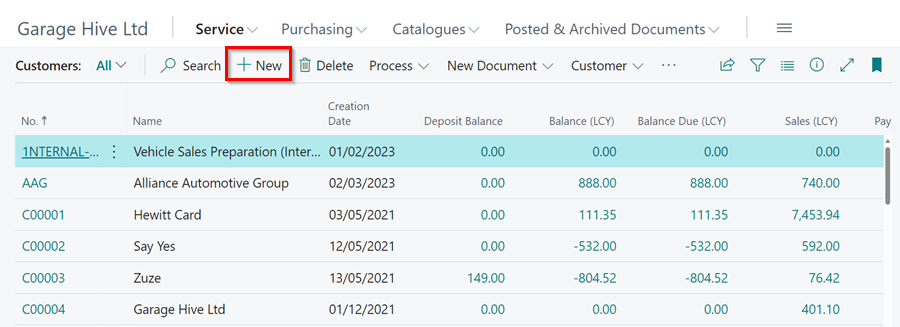 Garage Hive Ltd Service Purchasing Catalogues Posted & Archived Documents
Customers: All Search New Delete Process New Document Customer ...
No. ↑ Name Creation Date Deposit Balance Balance (LCY) Balance Due (LCY) Sales (LCY) Pay
1NTERNAL-... Vehicle Sales Preparation (Inter... 01/02/2023 0.00 0.00 0.00 0.00
AAG Alliance Automotive Group 02/03/2023 0.00 888.00 888.00 740.00
C00001 Hewitt Card 03/05/2021 0.00 111.35 111.35 7,453.94
C00002 Say Yes 12/05/2021 0.00 -532.00 -532.00 592.00
C00003 Zuze 13/05/2021 149.00 -804.52 -804.52 76.42
C00004 Garage Hive Ltd 01/12/2021 0.00 0.00 0.00 401.10